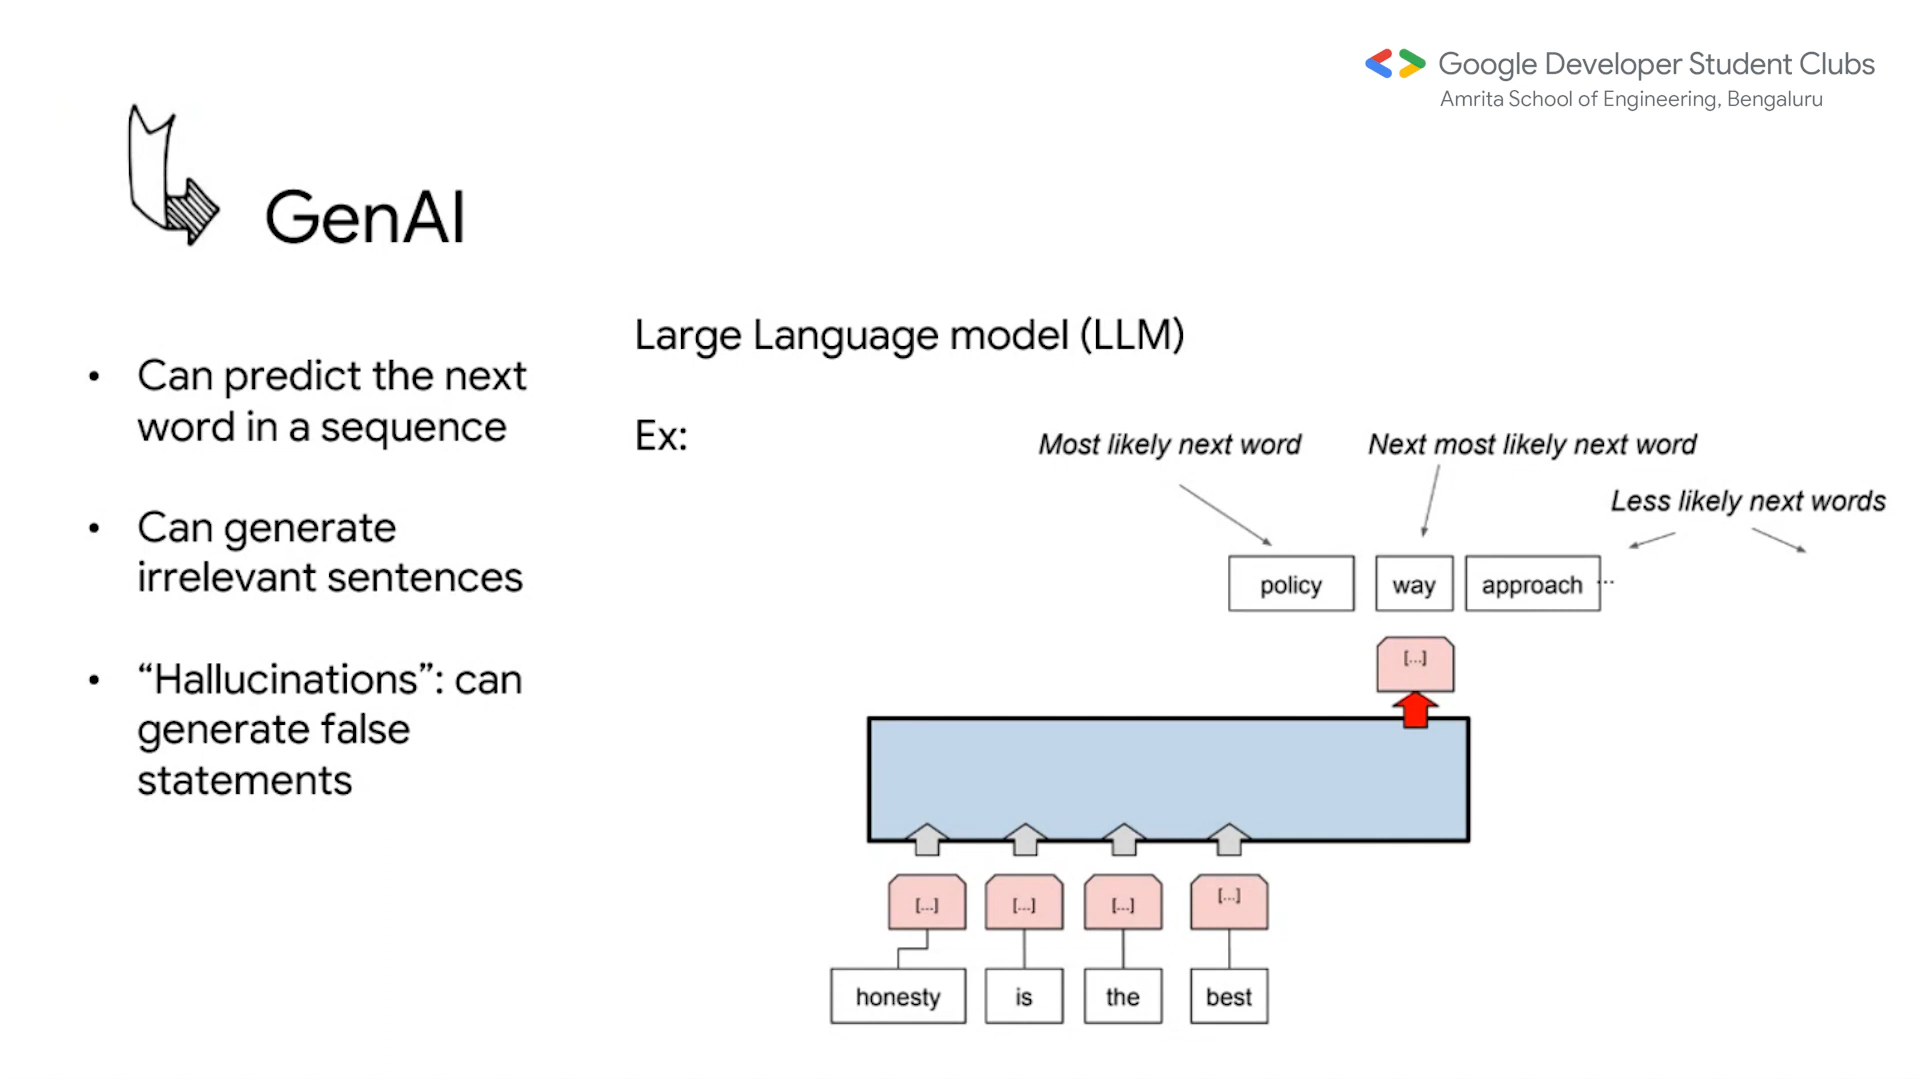 Google Developer Student Clubs
Amrita School of Engineering, Bengaluru
GenAI
• Can predict the next
word in a sequence
• Can generate
irrelevant sentences
• “Hallucinations”: can
generate false
statements
Large Language model (LLM)
Ex:
Most likely next word
Next most likely next word
Less likely next words
policy way approach ...
[...]
[...] [...] [...] [...]
honesty is the best